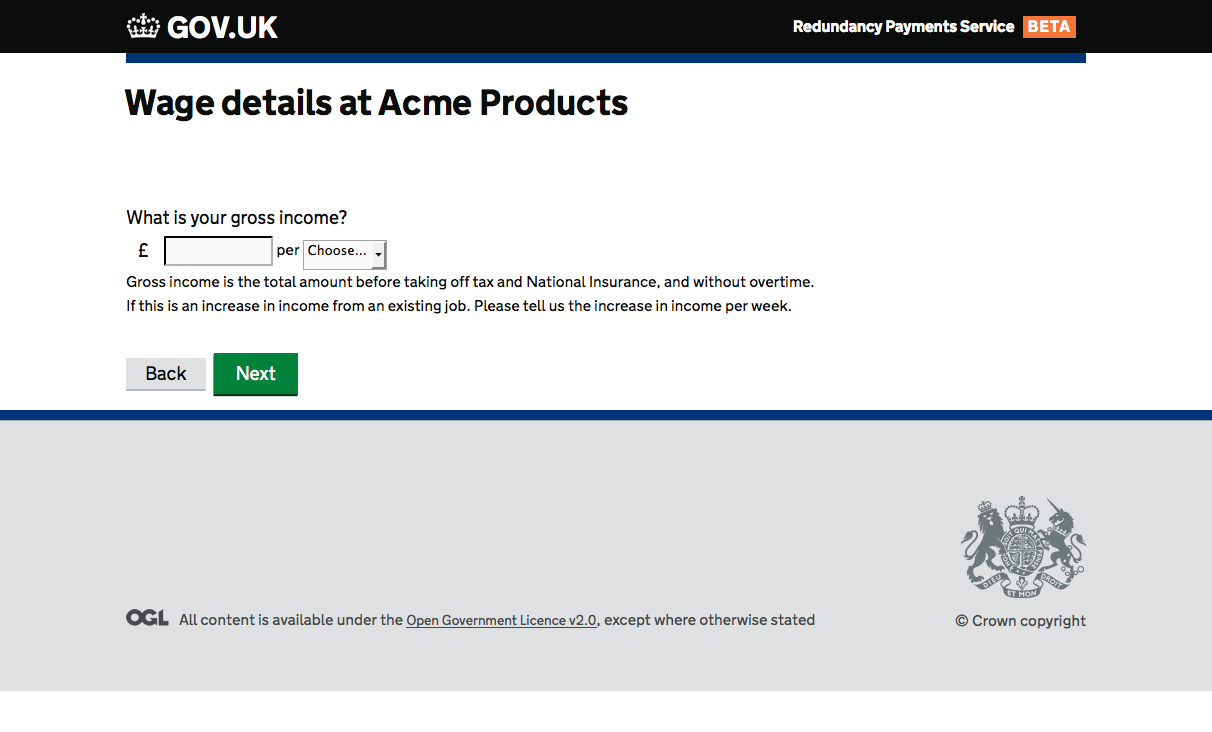 GOV.UK
Redundancy Payments Service BETA
Wage details at Acme Products
What is your gross income?
£ per Choose...
Gross income is the total amount before taking off tax and National Insurance, and without overtime.
If this is an increase in income from an existing job. Please tell us the increase in income per week.
Back Next
DIEU ET MON DROIT
OGL All content is available under the Open Government Licence v2.0, except where otherwise stated
© Crown copyright